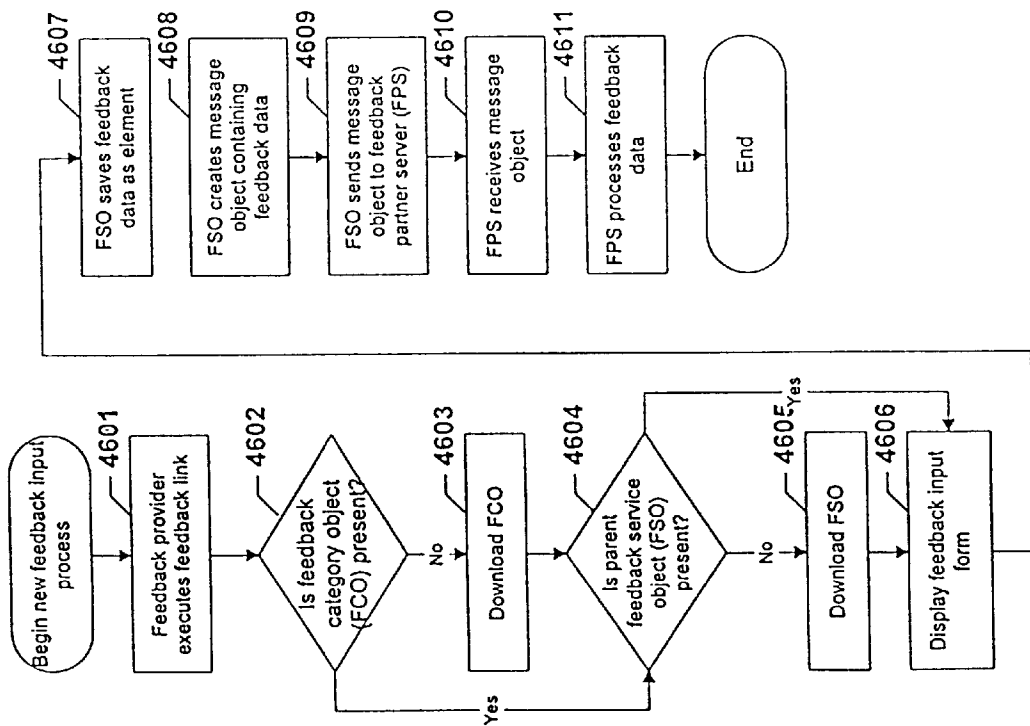 Begin new feedback input
process
4601
Feedback provider
executes feedback link
4602
Is feedback
category object
(FCO) present?
No
Yes
4603
Download FCO
4604
Is parent
feedback service
object (FSO)
present?
No
Yes
4605
Download FSO
4606
Display feedback input
form
4607
FSO saves feedback
data as element
4608
FSO creates message
object containing
feedback data
4609
FSO sends message
object to feedback
partner server (FPS)
4610
FPS receives message
object
4611
FPS processes feedback
data
End